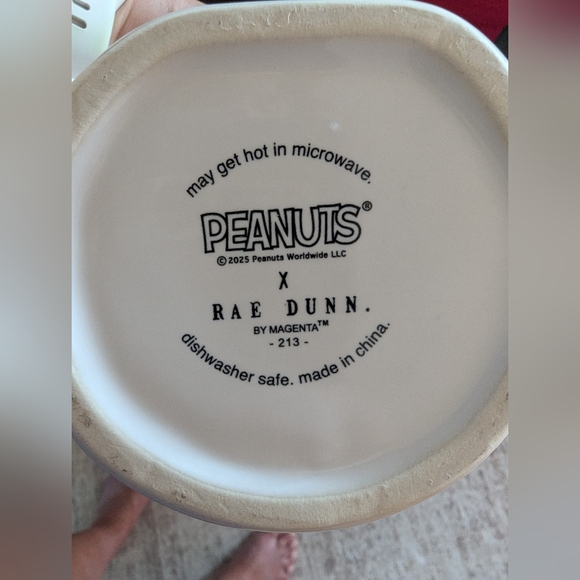 may get hot in microwave.
PEANUTS®
©2025 Peanuts Worldwide LLC
X
RAE DUNN.
BY MAGENTA™
- 213 -
dishwasher safe. made in china.